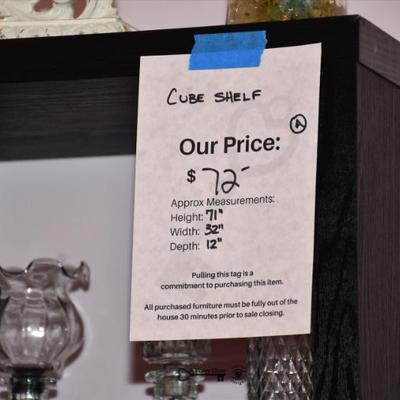 CUBE SHELF
Our Price: a
$ 72-
Approx Measurements:
Height: 71"
Width: 32"
Depth: 12"
Pulling this tag is a
commitment to purchasing this item.
All purchased furniture must be fully out of the
house 30 minutes prior to sale closing.